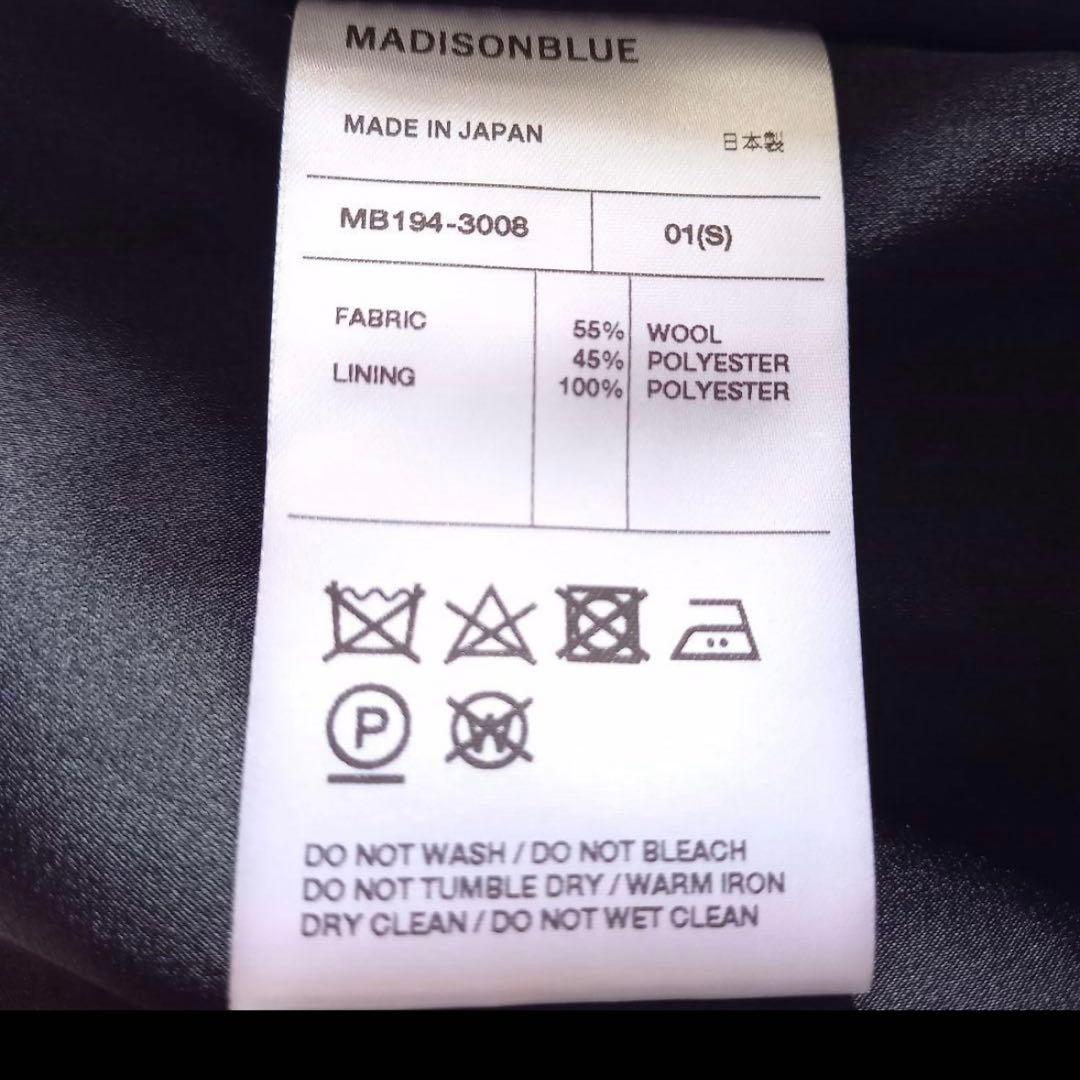 MADISONBLUE
MADE IN JAPAN 日本製
MB194-3008 01(S)
FABRIC 55% WOOL
45% POLYESTER
LINING 100% POLYESTER
P W
DO NOT WASH / DO NOT BLEACH
DO NOT TUMBLE DRY / WARM IRON
DRY CLEAN / DO NOT WET CLEAN